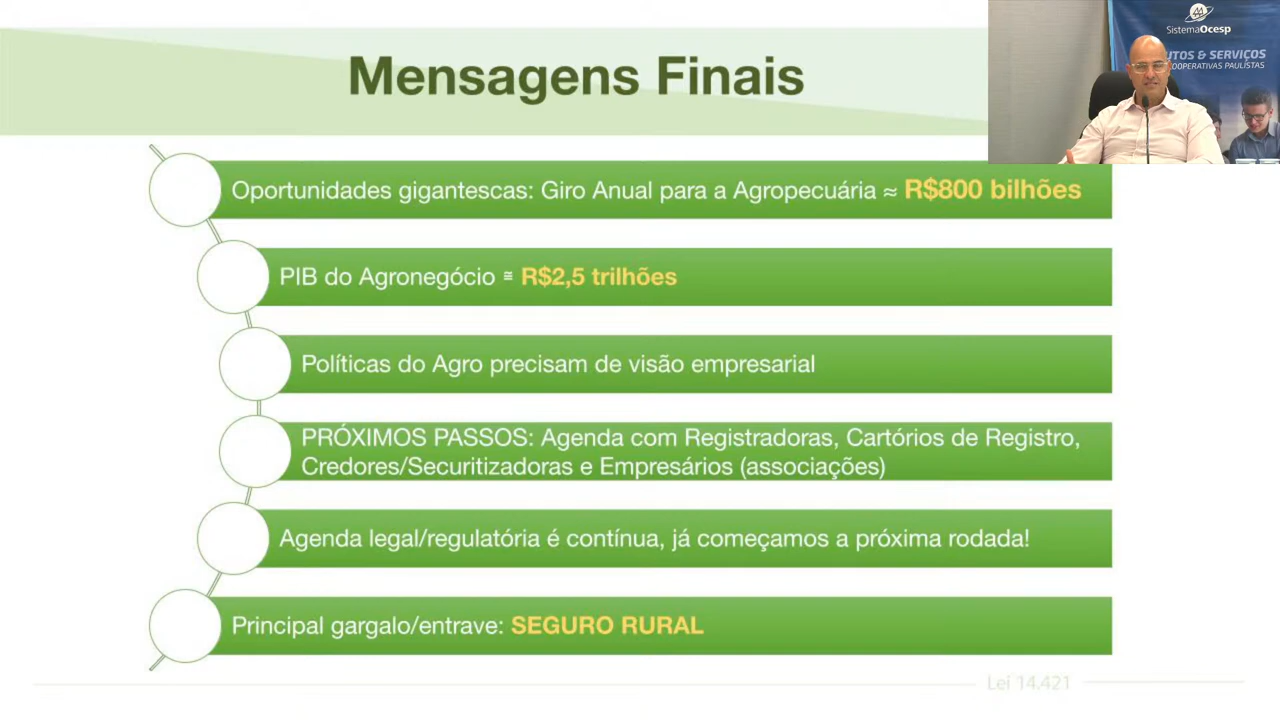 Mensagens Finais
SistemaOcesp
UTOS & SERVIÇOS
COOPERATIVAS PAULISTAS
Oportunidades gigantescas: Giro Anual para a Agropecuária ≈ R$800 bilhões
PIB do Agronegócio ≅ R$2,5 trilhões
Políticas do Agro precisam de visão empresarial
PRÓXIMOS PASSOS: Agenda com Registradoras, Cartórios de Registro,
Credores/Securitizadoras e Empresários (associações)
Agenda legal/regulatória é contínua, já começamos a próxima rodada!
Principal gargalo/entrave: SEGURO RURAL
Lei 14.421